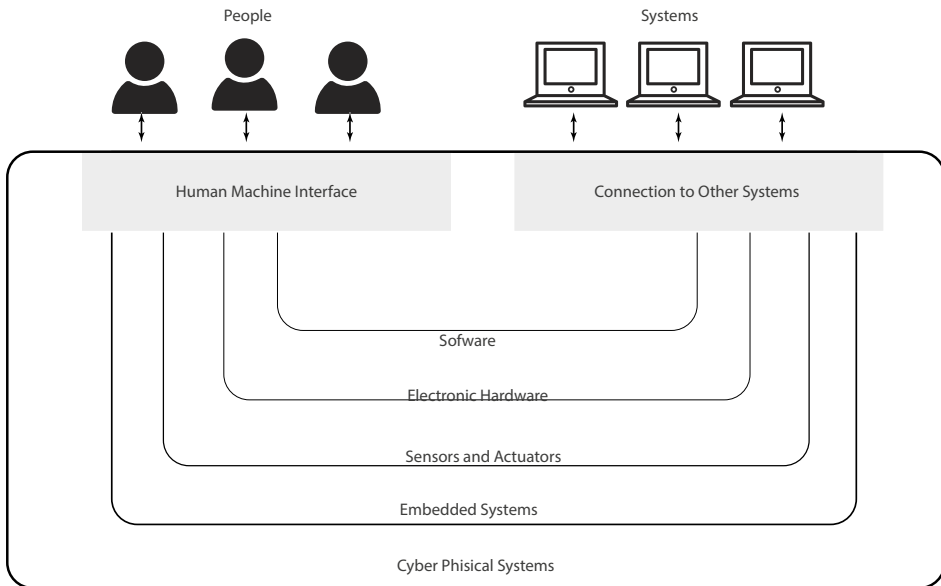 People
Systems
Human Machine Interface
Connection to Other Systems
Sofware
Electronic Hardware
Sensors and Actuators
Embedded Systems
Cyber Phisical Systems